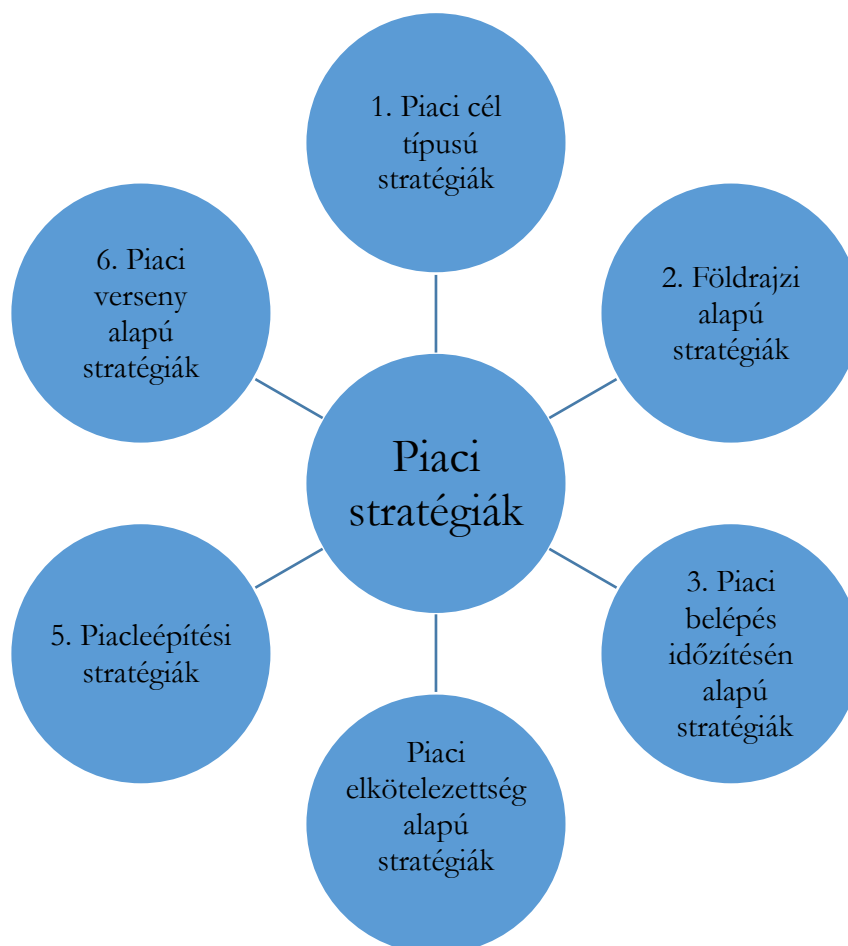 1. Piaci cél
típusú
stratégiák
2. Földrajzi
alapú
stratégiák
3. Piaci
belépés
időzítésén
alapú
stratégiák
Piaci
elkötelezettség
alapú
stratégiák
5. Piacleépítési
stratégiák
6. Piaci
verseny
alapú
stratégiák
Piaci
stratégiák